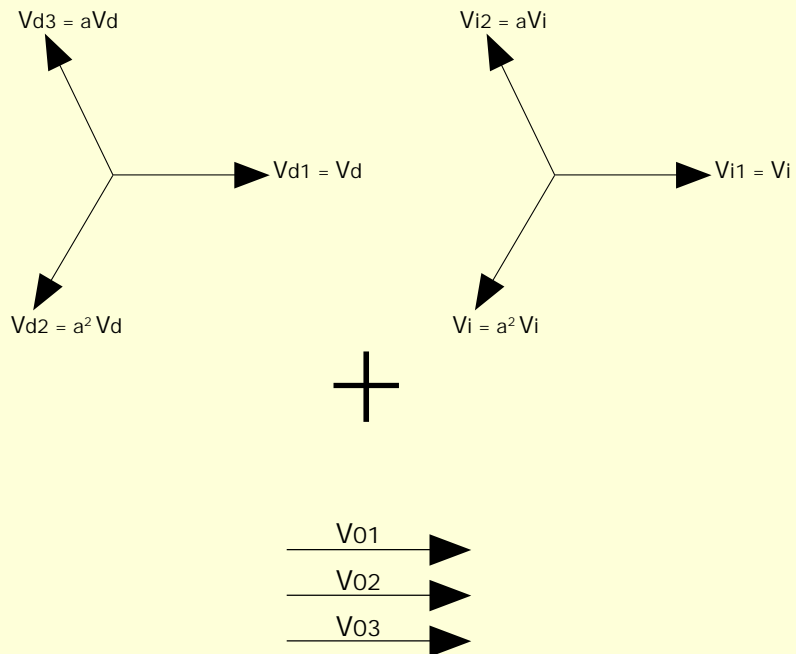 Vd3 = aVd
Vi2 = aVi
Vd1 = Vd
Vi1 = Vi
Vd2 = a² Vd
Vi = a² Vi
V01
V02
V03